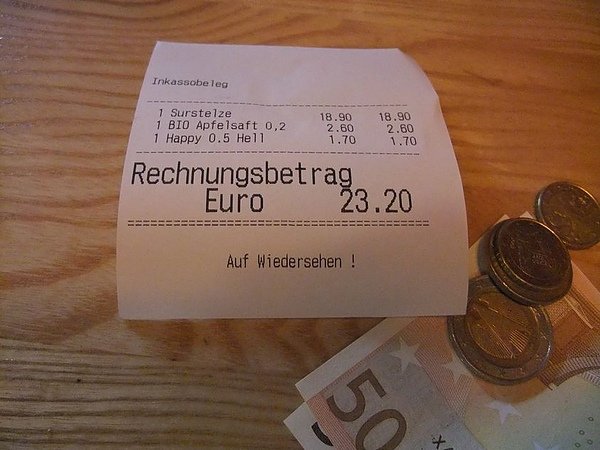 Inkassobeleg
1 Surstelze 18.90 18.90
1 BIO Apfelsaft 0,2 2.60 2.60
1 Happy 0.5 Hell 1.70 1.70
Rechnungsbetrag
Euro 23.20
Auf Wiedersehen !
50